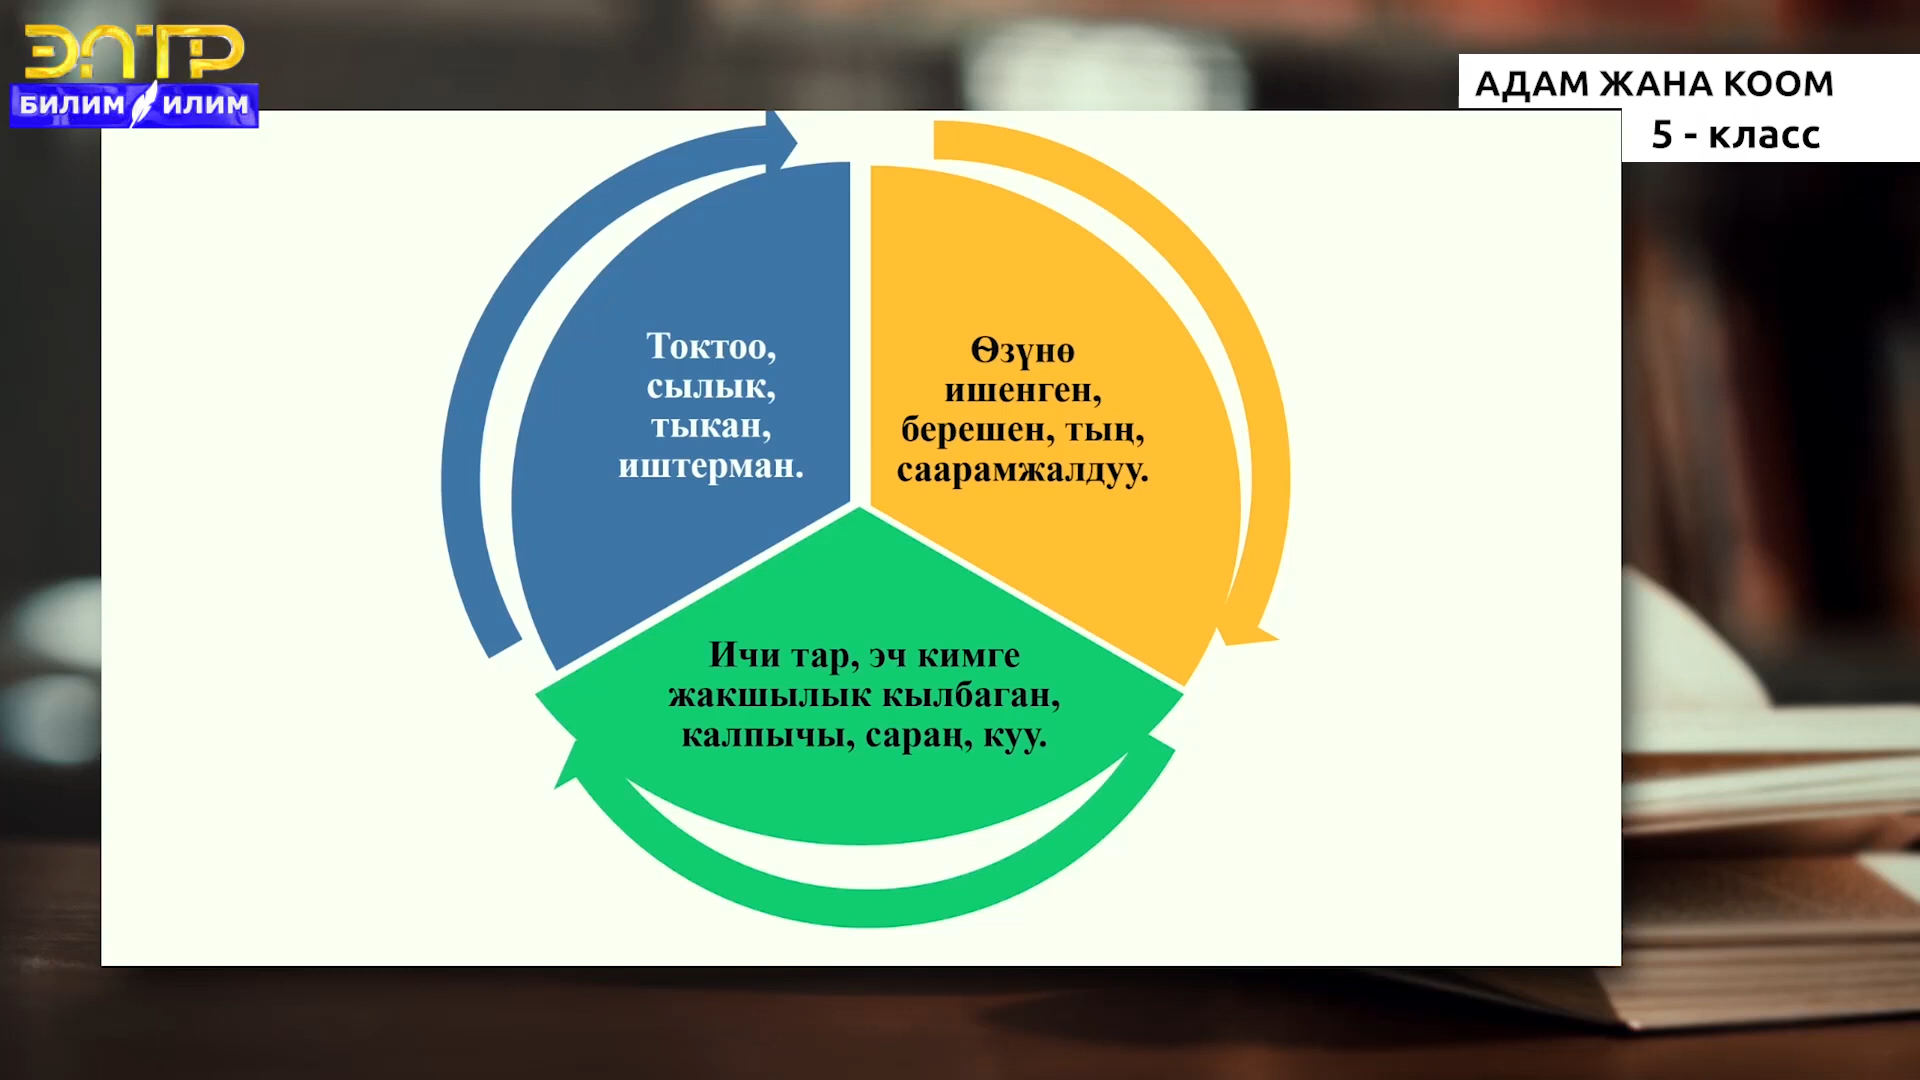 ЭЛТР
БИЛИМ ИЛИМ
АДАМ ЖАНА КООМ
5 - класс
Токтоо,
сылык,
тыкан,
иштерман.
Өзүнө
ишенген,
берешен, тың,
саарамжалдуу.
Ичи тар, эч кимге
жакшылык кылбаган,
калпычы, сараң, куу.